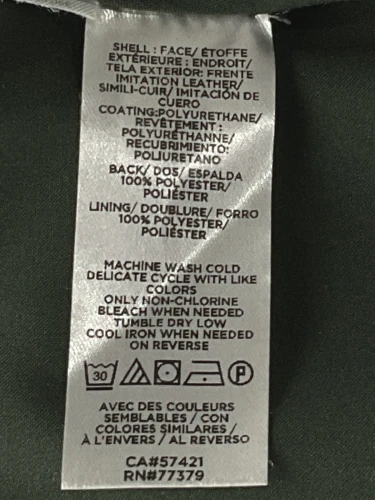 SHELL : FACE/ ÉTOFFE
EXTÉRIEURE : ENDROIT/
TELA EXTERIOR: FRENTE
IMITATION LEATHER/
SIMILI-CUIR/ IMITACIÓN DE
CUERO
COATING:POLYURETHANE/
REVÊTEMENT :
POLYURÉTHANNE/
RECUBRIMIENTO:
POLIURETANO
BACK/ DOS/ ESPALDA
100% POLYESTER/
POLIÉSTER
LINING/ DOUBLURE/ FORRO
100% POLYESTER/
POLIÉSTER
MACHINE WASH COLD
DELICATE CYCLE WITH LIKE
COLORS
ONLY NON-CHLORINE
BLEACH WHEN NEEDED
TUMBLE DRY LOW
COOL IRON WHEN NEEDED
ON REVERSE
30 P
AVEC DES COULEURS
SEMBLABLES / CON
COLORES SIMILARES /
À L'ENVERS / AL REVERSO
CA#57421
RN#77379